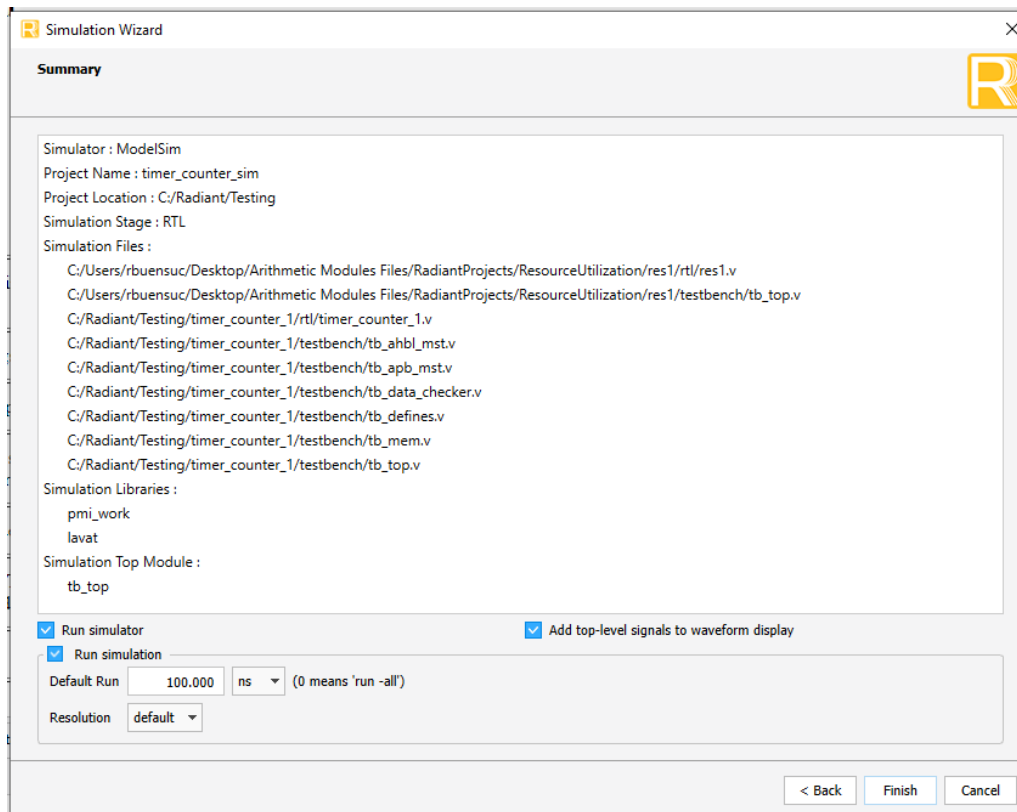 Simulation Wizard
Summary
Simulator : ModelSim
Project Name : timer_counter_sim
Project Location : C:/Radiant/Testing
Simulation Stage : RTL
Simulation Files :
C:/Users/rbuensuc/Desktop/Arithmetic Modules Files/RadiantProjects/ResourceUtilization/res1/rtl/res1.v
C:/Users/rbuensuc/Desktop/Arithmetic Modules Files/RadiantProjects/ResourceUtilization/res1/testbench/tb_top.v
C:/Radiant/Testing/timer_counter_1/rtl/timer_counter_1.v
C:/Radiant/Testing/timer_counter_1/testbench/tb_ahbl_mst.v
C:/Radiant/Testing/timer_counter_1/testbench/tb_apb_mst.v
C:/Radiant/Testing/timer_counter_1/testbench/tb_data_checker.v
C:/Radiant/Testing/timer_counter_1/testbench/tb_defines.v
C:/Radiant/Testing/timer_counter_1/testbench/tb_mem.v
C:/Radiant/Testing/timer_counter_1/testbench/tb_top.v
Simulation Libraries :
pmi_work
lavat
Simulation Top Module :
tb_top
Run simulator Add top-level signals to waveform display
Run simulation
Default Run 100.000 ns (0 means 'run -all')
Resolution default
< Back Finish Cancel